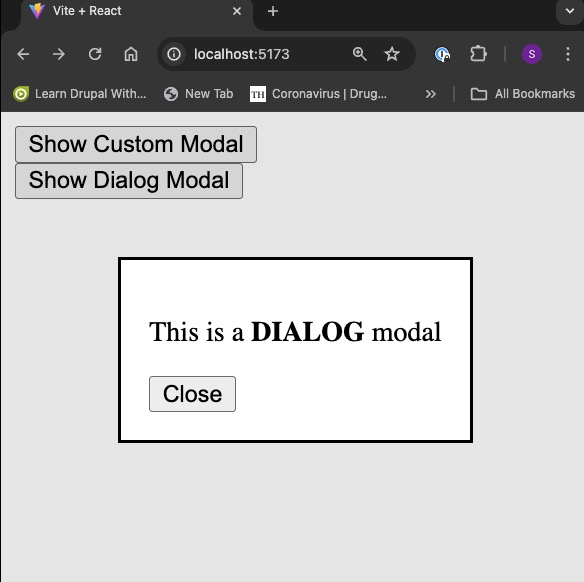 Vite + React
localhost:5173
Learn Drupal With...
New Tab
TH
Coronavirus | Drug...
All Bookmarks
S
Show Custom Modal
Show Dialog Modal
This is a DIALOG modal
Close